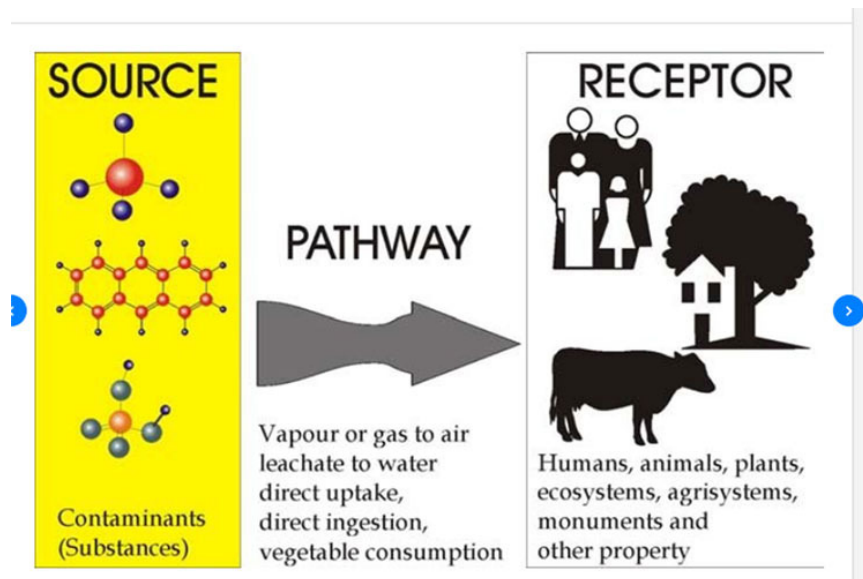 SOURCE
Contaminants
(Substances)
PATHWAY
Vapour or gas to air
leachate to water
direct uptake,
direct ingestion,
vegetable consumption
RECEPTOR
Humans, animals, plants,
ecosystems, agrisystems,
monuments and
other property